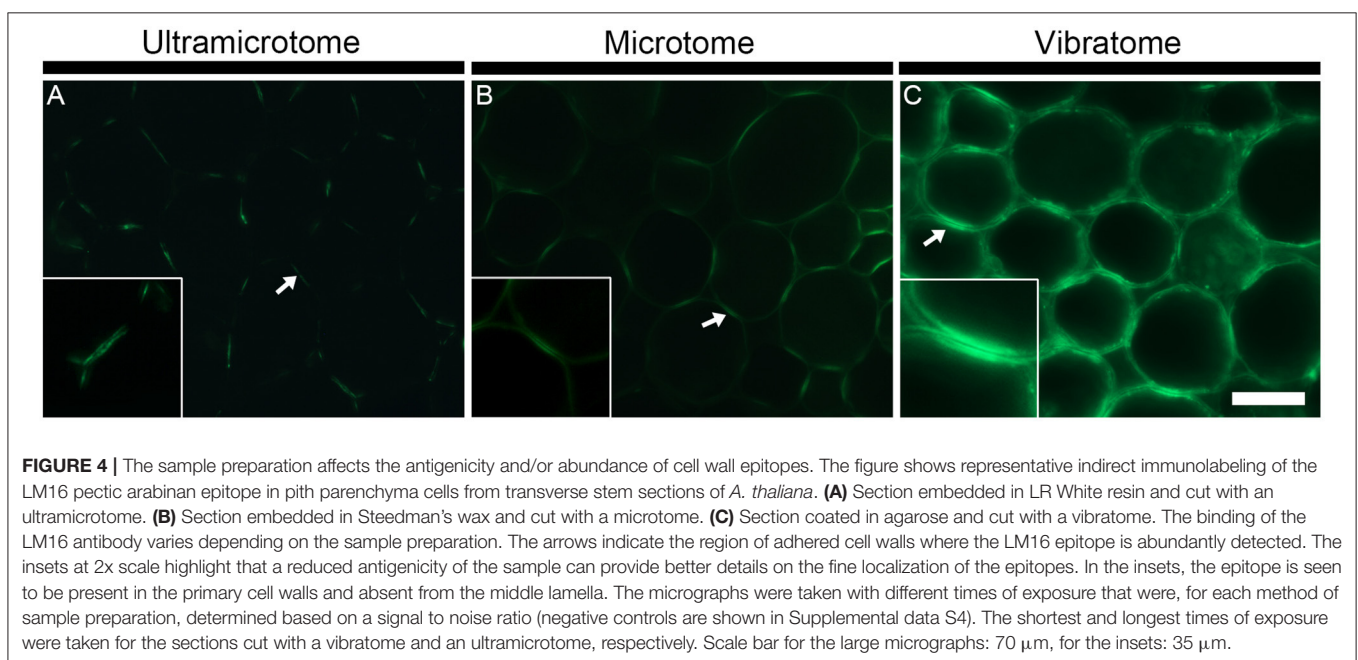 Ultramicrotome Microtome Vibratome
A B C
FIGURE 4 | The sample preparation affects the antigenicity and/or abundance of cell wall epitopes. The figure shows representative indirect immunolabeling of the
LM16 pectic arabinan epitope in pith parenchyma cells from transverse stem sections of A. thaliana. (A) Section embedded in LR White resin and cut with an
ultramicrotome. (B) Section embedded in Steedman's wax and cut with a microtome. (C) Section coated in agarose and cut with a vibratome. The binding of the
LM16 antibody varies depending on the sample preparation. The arrows indicate the region of adhered cell walls where the LM16 epitope is abundantly detected. The
insets at 2x scale highlight that a reduced antigenicity of the sample can provide better details on the fine localization of the epitopes. In the insets, the epitope is seen
to be present in the primary cell walls and absent from the middle lamella. The micrographs were taken with different times of exposure that were, for each method of
sample preparation, determined based on a signal to noise ratio (negative controls are shown in Supplemental data S4). The shortest and longest times of exposure
were taken for the sections cut with a vibratome and an ultramicrotome, respectively. Scale bar for the large micrographs: 70 μm, for the insets: 35 μm.